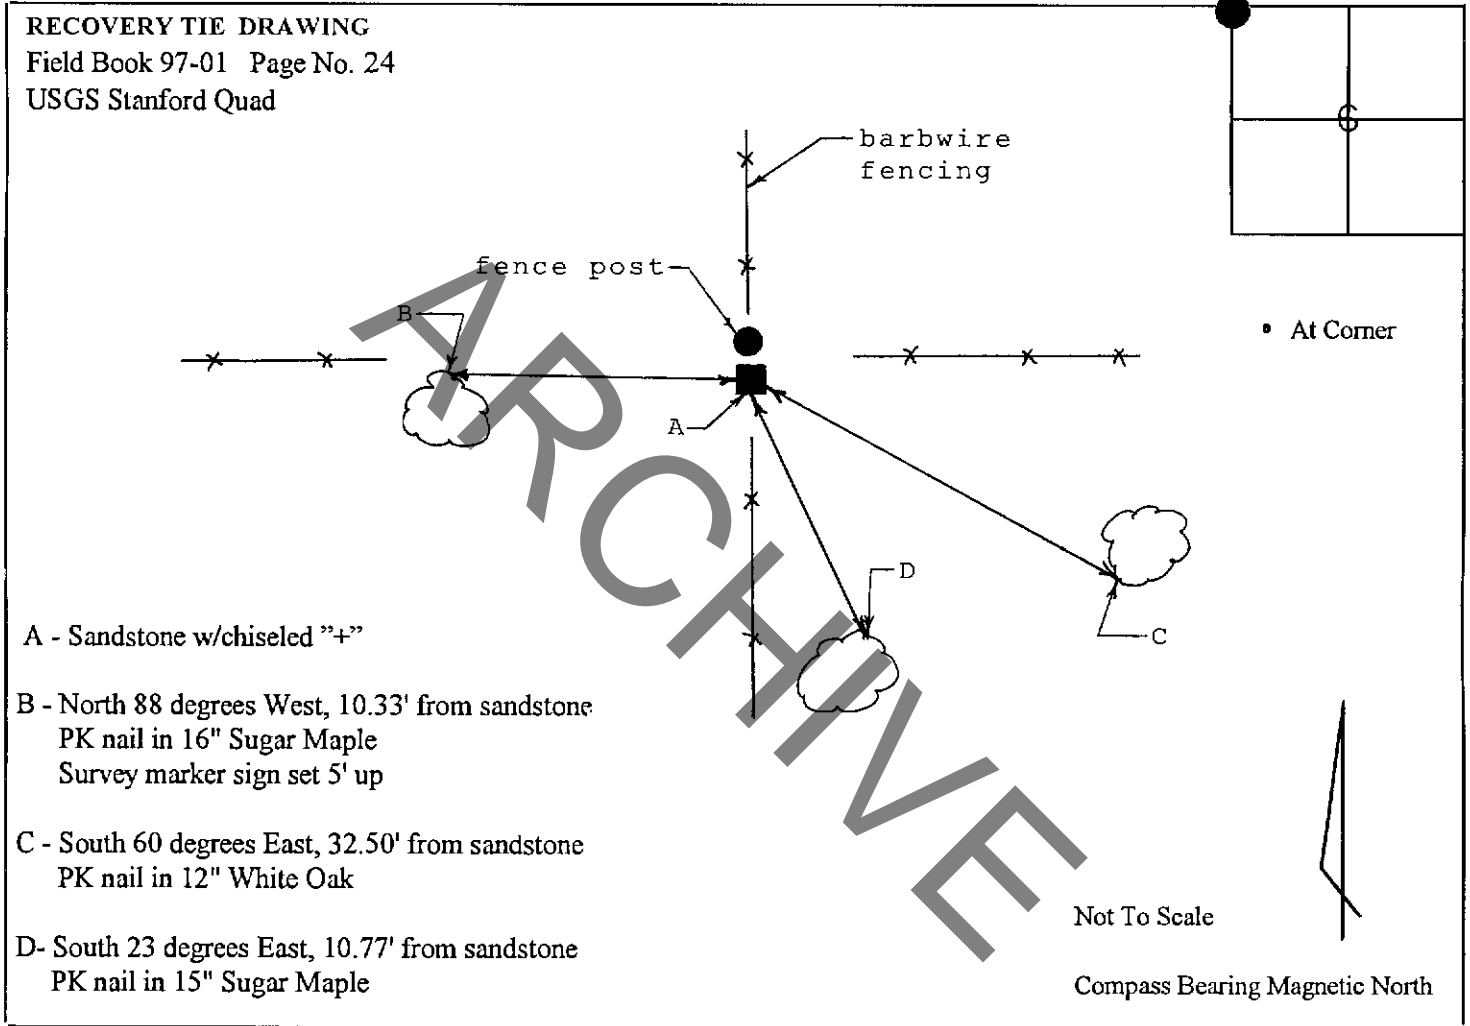 RECOVERY TIE DRAWING
Field Book 97-01 Page No. 24
USGS Stanford Quad
6
barbwire
fencing
fence post
B
At Corner
A
D
C
A - Sandstone w/chiseled ”+”
B - North 88 degrees West, 10.33' from sandstone
PK nail in 16" Sugar Maple
Survey marker sign set 5' up
C - South 60 degrees East, 32.50' from sandstone
PK nail in 12" White Oak
D- South 23 degrees East, 10.77' from sandstone
PK nail in 15" Sugar Maple
Not To Scale
Compass Bearing Magnetic North
ARCHIVE